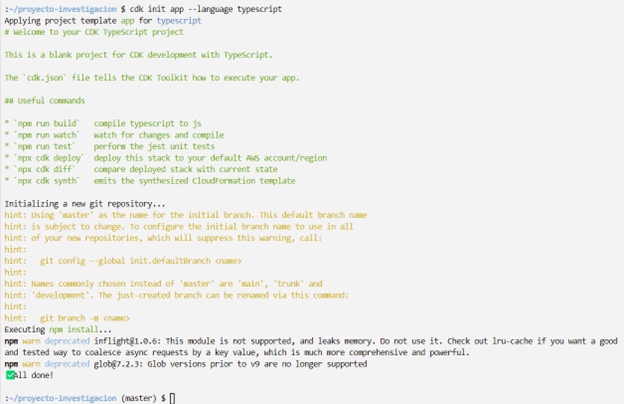 :~/proyecto-investigacion $ cdk init app --language typescript
Applying project template app for typescript
# Welcome to your CDK TypeScript project

This is a blank project for CDK development with TypeScript.

The `cdk.json` file tells the CDK Toolkit how to execute your app.

## Useful commands

* `npm run build`   compile typescript to js
* `npm run watch`   watch for changes and compile
* `npm run test`    perform the jest unit tests
* `npx cdk deploy`  deploy this stack to your default AWS account/region
* `npx cdk diff`    compare deployed stack with current state
* `npx cdk synth`   emits the synthesized CloudFormation template

Initializing a new git repository...
hint: Using 'master' as the name for the initial branch. This default branch name
hint: is subject to change. To configure the initial branch name to use in all
hint: of your new repositories, which will suppress this warning, call:
hint:
hint:   git config --global init.defaultBranch <name>
hint:
hint: Names commonly chosen instead of 'master' are 'main', 'trunk' and
hint: 'development'. The just-created branch can be renamed via this command:
hint:
hint:   git branch -m <name>
Executing npm install...
npm warn deprecated inflight@1.0.6: This module is not supported, and leaks memory. Do not use it. Check out lru-cache if you want a good
and tested way to coalesce async requests by a key value, which is much more comprehensive and powerful.
npm warn deprecated glob@7.2.3: Glob versions prior to v9 are no longer supported
✅ All done!

:~/proyecto-investigacion (master) $